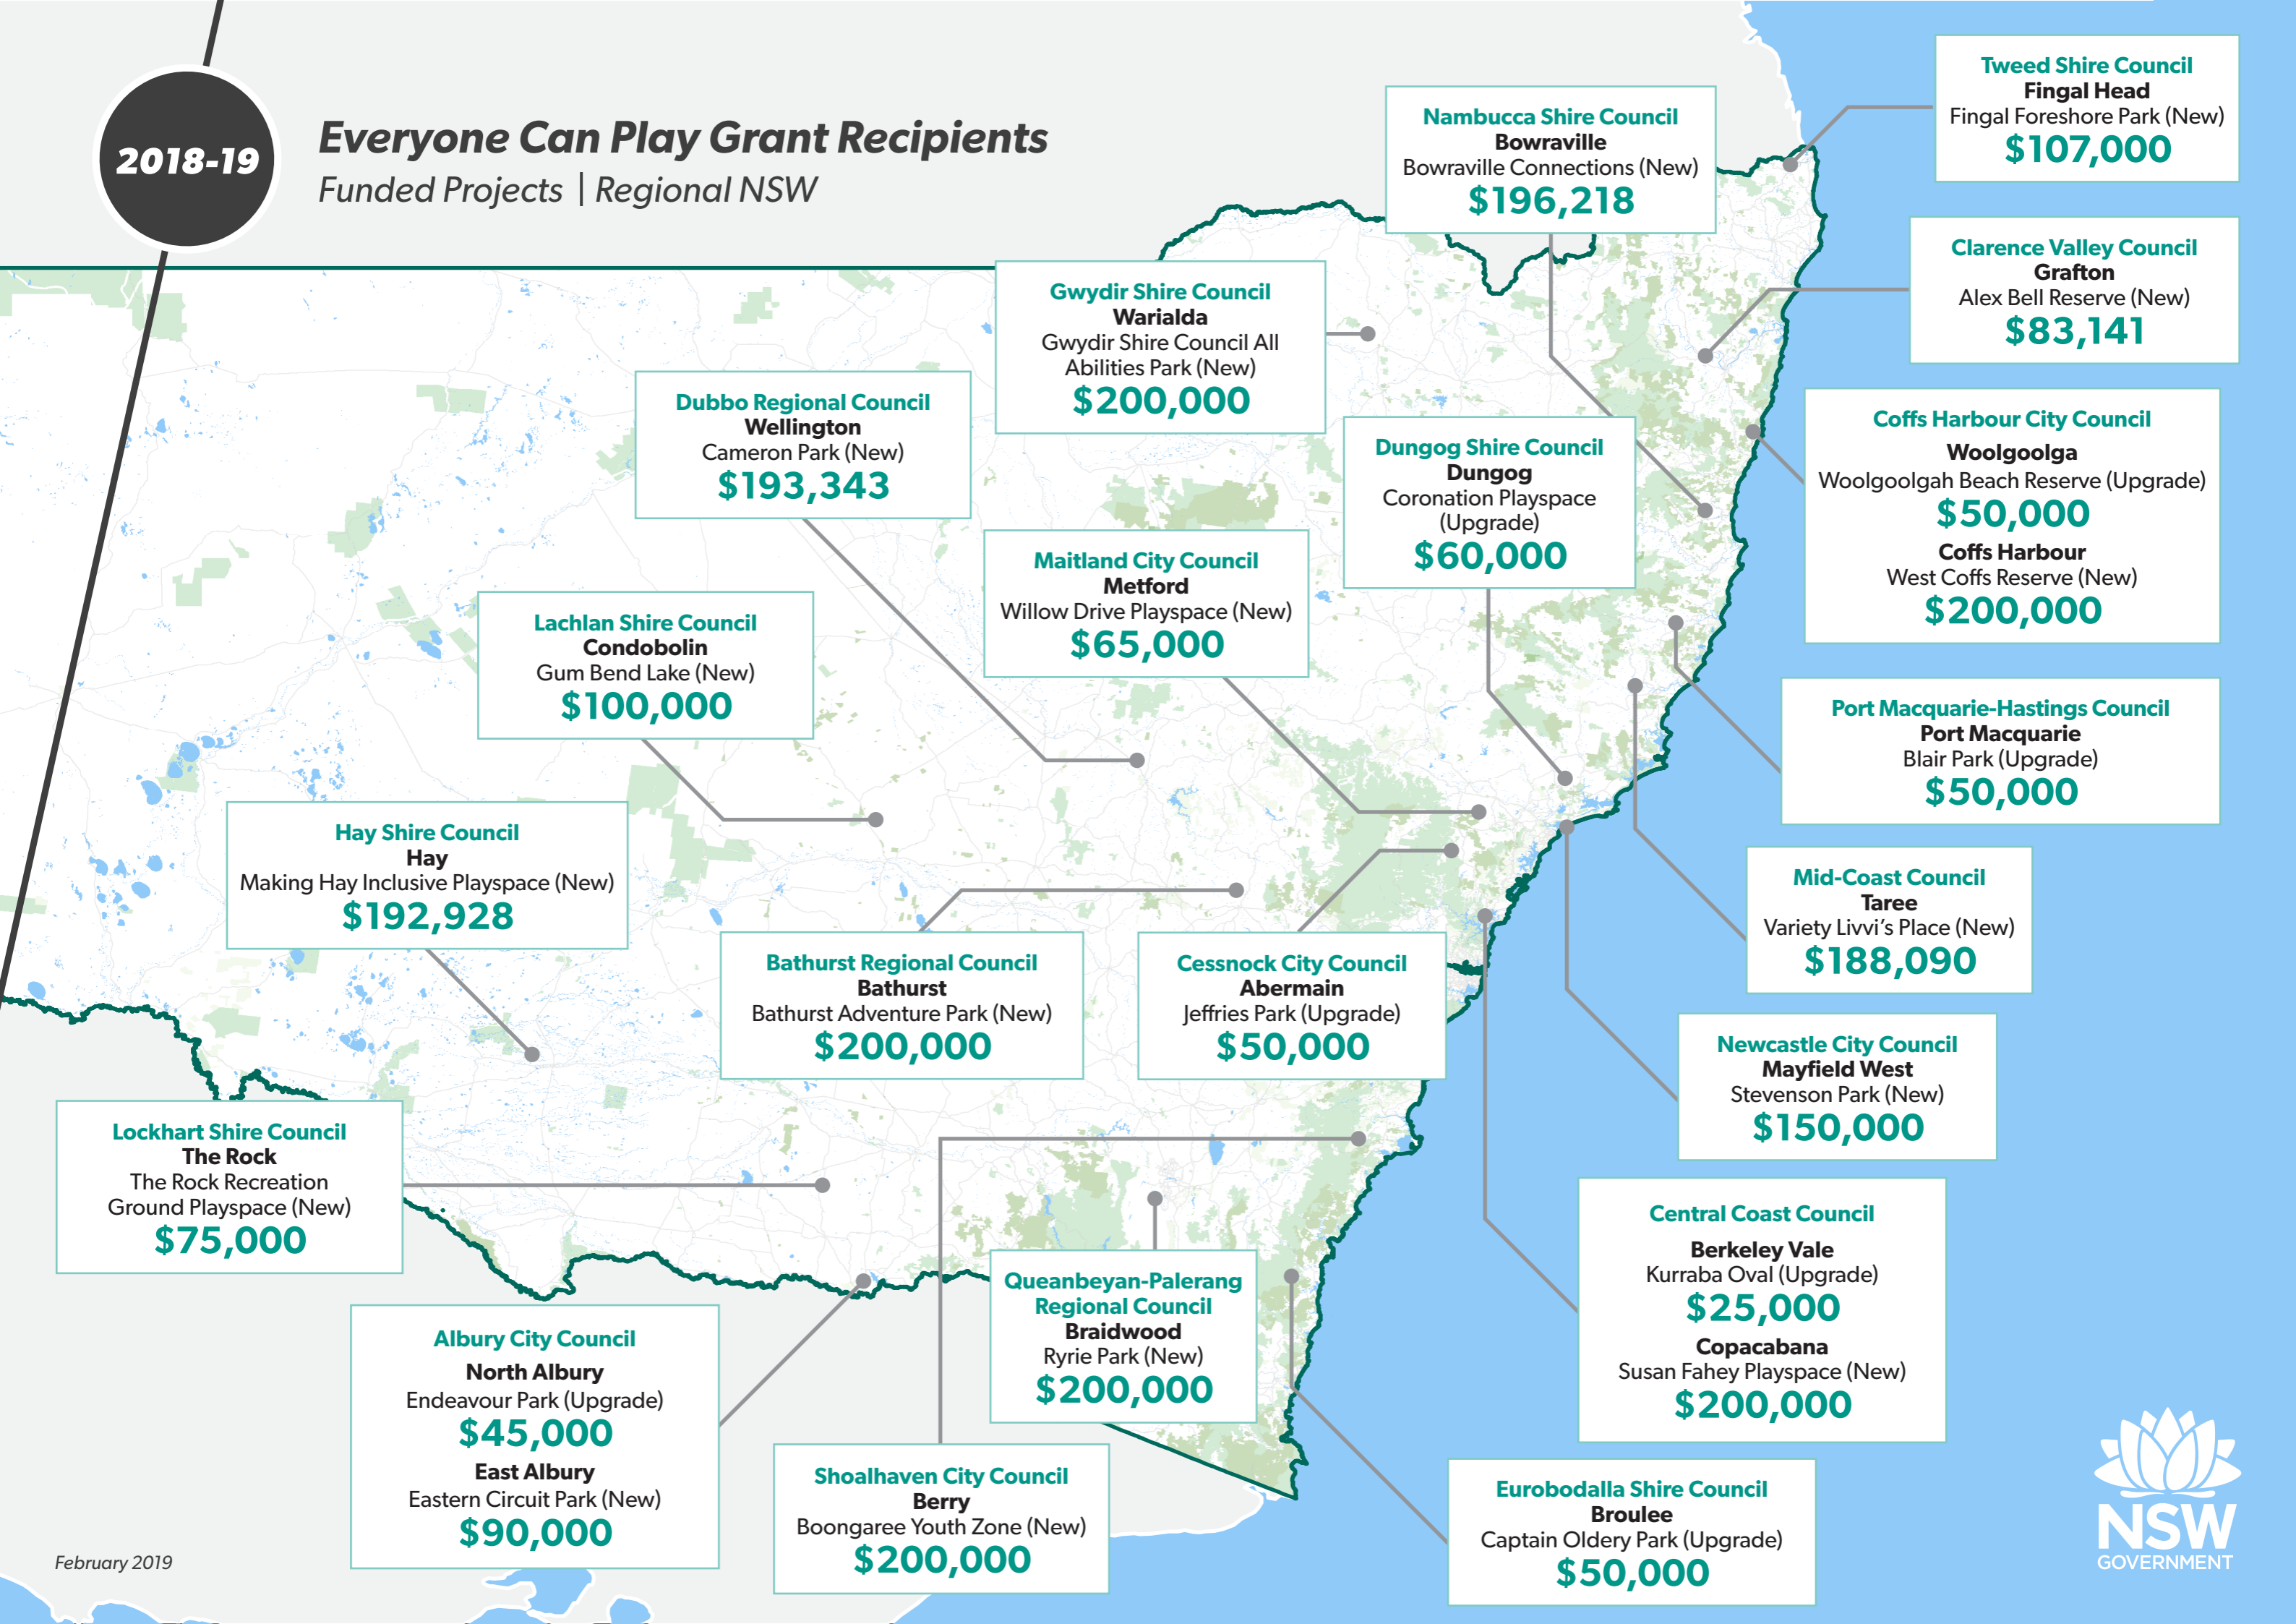 2018-19
Everyone Can Play Grant Recipients
Funded Projects | Regional NSW
Tweed Shire Council
Fingal Head
Fingal Foreshore Park (New)
$107,000
Nambucca Shire Council
Bowraville
Bowraville Connections (New)
$196,218
Clarence Valley Council
Grafton
Alex Bell Reserve (New)
$83,141
Gwydir Shire Council
Warialda
Gwydir Shire Council All
Abilities Park (New)
$200,000
Dubbo Regional Council
Wellington
Cameron Park (New)
$193,343
Coffs Harbour City Council
Woolgoolga
Woolgoolgah Beach Reserve (Upgrade)
$50,000
Coffs Harbour
West Coffs Reserve (New)
$200,000
Dungog Shire Council
Dungog
Coronation Playspace
(Upgrade)
$60,000
Maitland City Council
Metford
Willow Drive Playspace (New)
$65,000
Lachlan Shire Council
Condobolin
Gum Bend Lake (New)
$100,000
Port Macquarie-Hastings Council
Port Macquarie
Blair Park (Upgrade)
$50,000
Hay Shire Council
Hay
Making Hay Inclusive Playspace (New)
$192,928
Mid-Coast Council
Taree
Variety Livvi's Place (New)
$188,090
Bathurst Regional Council
Bathurst
Bathurst Adventure Park (New)
$200,000
Cessnock City Council
Abermain
Jeffries Park (Upgrade)
$50,000
Newcastle City Council
Mayfield West
Stevenson Park (New)
$150,000
Lockhart Shire Council
The Rock
The Rock Recreation
Ground Playspace (New)
$75,000
Central Coast Council
Berkeley Vale
Kurraba Oval (Upgrade)
$25,000
Copacabana
Susan Fahey Playspace (New)
$200,000
Queanbeyan-Palerang
Regional Council
Braidwood
Ryrie Park (New)
$200,000
Albury City Council
North Albury
Endeavour Park (Upgrade)
$45,000
East Albury
Eastern Circuit Park (New)
$90,000
Shoalhaven City Council
Berry
Boongaree Youth Zone (New)
$200,000
Eurobodalla Shire Council
Broulee
Captain Oldery Park (Upgrade)
$50,000
February 2019
NSW
GOVERNMENT